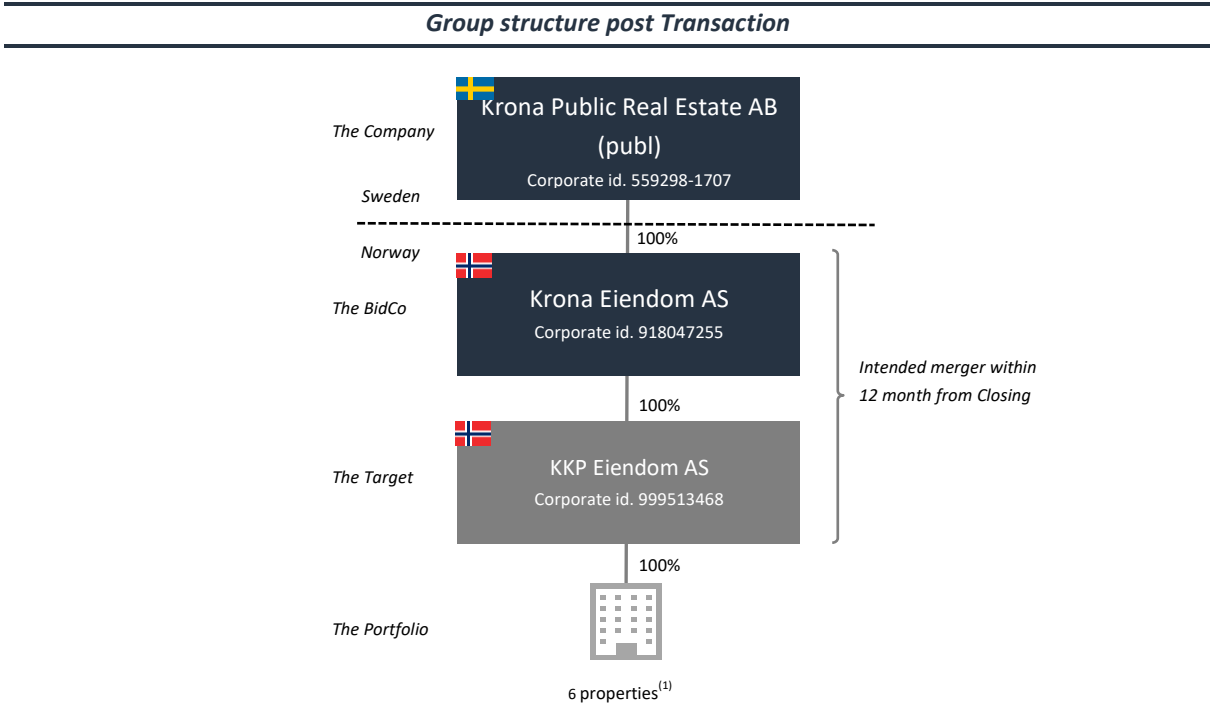 Group structure post Transaction
The Company
Krona Public Real Estate AB
(publ)
Corporate id. 559298-1707
Sweden
100%
Norway
The BidCo
Krona Eiendom AS
Corporate id. 918047255
Intended merger within
12 month from Closing
100%
The Target
KKP Eiendom AS
Corporate id. 999513468
100%
The Portfolio
6 properties(1)